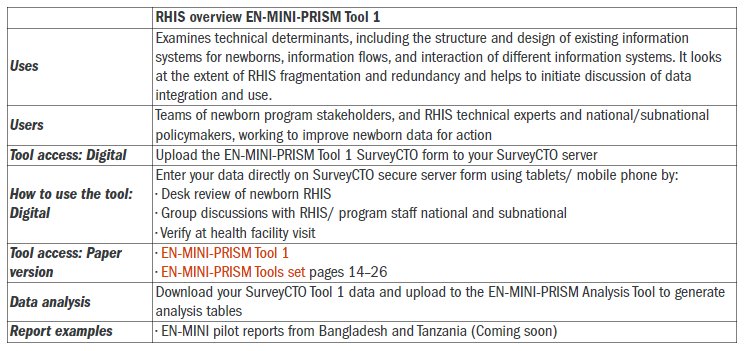 RHIS overview EN-MINI-PRISM Tool 1
Uses
Examines technical determinants, including the structure and design of existing information
systems for newborns, information flows, and interaction of different information systems. It looks
at the extent of RHIS fragmentation and redundancy and helps to initiate discussion of data
integration and use.
Users
Teams of newborn program stakeholders, and RHIS technical experts and national/subnational
policymakers, working to improve newborn data for action
Tool access: Digital
Upload the EN-MINI-PRISM Tool 1 SurveyCTO form to your SurveyCTO server
How to use the tool:
Digital
Enter your data directly on SurveyCTO secure server form using tablets/ mobile phone by:
· Desk review of newborn RHIS
· Group discussions with RHIS/ program staff national and subnational
· Verify at health facility visit
Tool access: Paper
version
· EN-MINI-PRISM Tool 1
· EN-MINI-PRISM Tools set pages 14–26
Data analysis
Download your SurveyCTO Tool 1 data and upload to the EN-MINI-PRISM Analysis Tool to generate
analysis tables
Report examples
· EN-MINI pilot reports from Bangladesh and Tanzania (Coming soon)